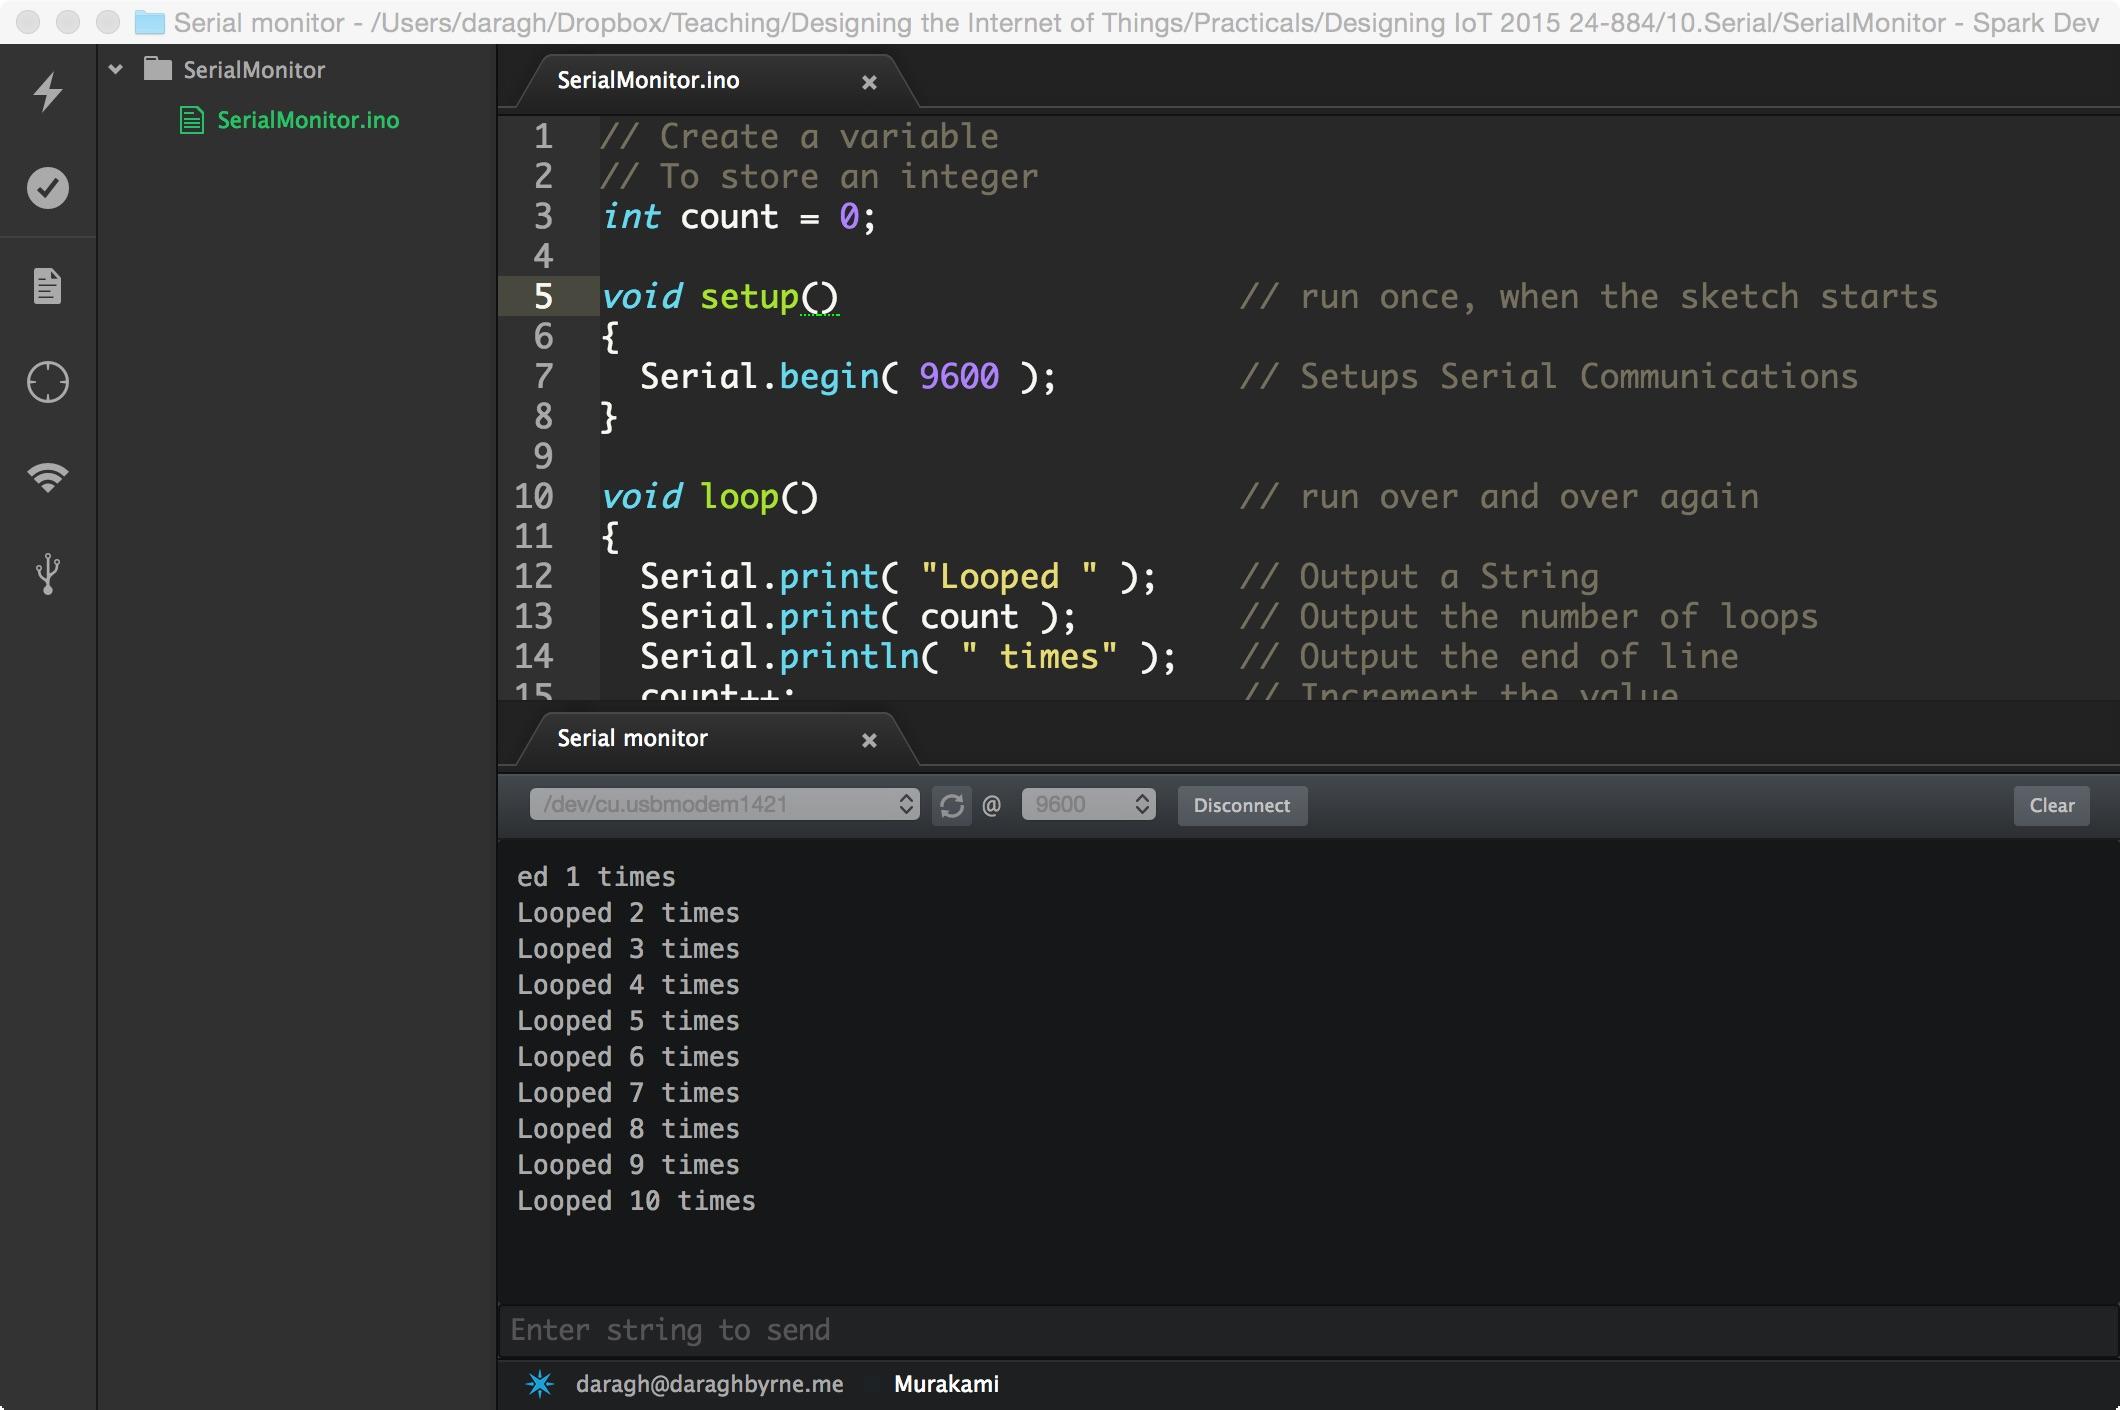 Serial monitor - /Users/daragh/Dropbox/Teaching/Designing the Internet of Things/Practicals/Designing IoT 2015 24-884/10.Serial/SerialMonitor - Spark Dev
SerialMonitor
SerialMonitor.ino
SerialMonitor.ino
1 // Create a variable
2 // To store an integer
3 int count = 0;
4
5 void setup() // run once, when the sketch starts
6 {
7 Serial.begin( 9600 ); // Setups Serial Communications
8 }
9
10 void loop() // run over and over again
11 {
12 Serial.print( "Looped " ); // Output a String
13 Serial.print( count ); // Output the number of loops
14 Serial.println( " times" ); // Output the end of line
15 count++; // Increment the value
Serial monitor
/dev/cu.usbmodem1421 @ 9600 Disconnect Clear
ed 1 times
Looped 2 times
Looped 3 times
Looped 4 times
Looped 5 times
Looped 6 times
Looped 7 times
Looped 8 times
Looped 9 times
Looped 10 times
Enter string to send
daragh@daraghbyrne.me Murakami